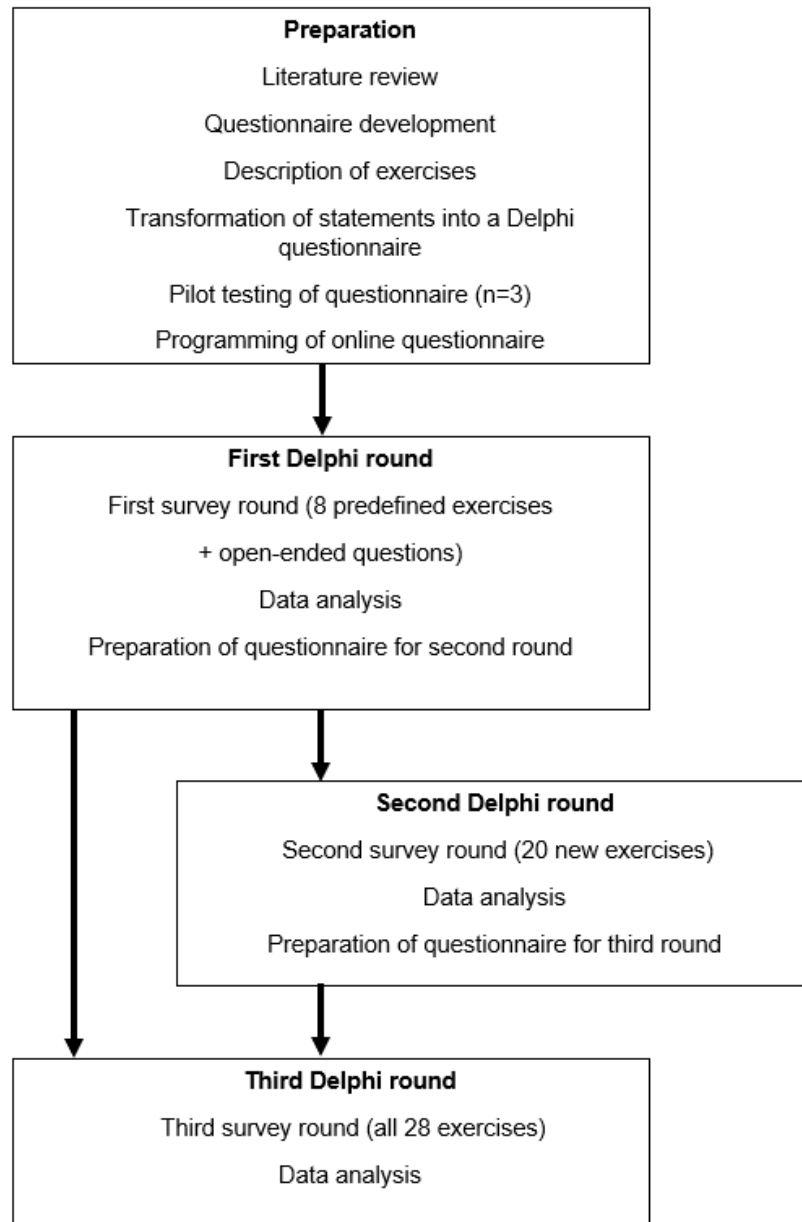 Preparation
Literature review
Questionnaire development
Description of exercises
Transformation of statements into a Delphi
questionnaire
Pilot testing of questionnaire (n=3)
Programming of online questionnaire
First Delphi round
First survey round (8 predefined exercises
+ open-ended questions)
Data analysis
Preparation of questionnaire for second round
Second Delphi round
Second survey round (20 new exercises)
Data analysis
Preparation of questionnaire for third round
Third Delphi round
Third survey round (all 28 exercises)
Data analysis